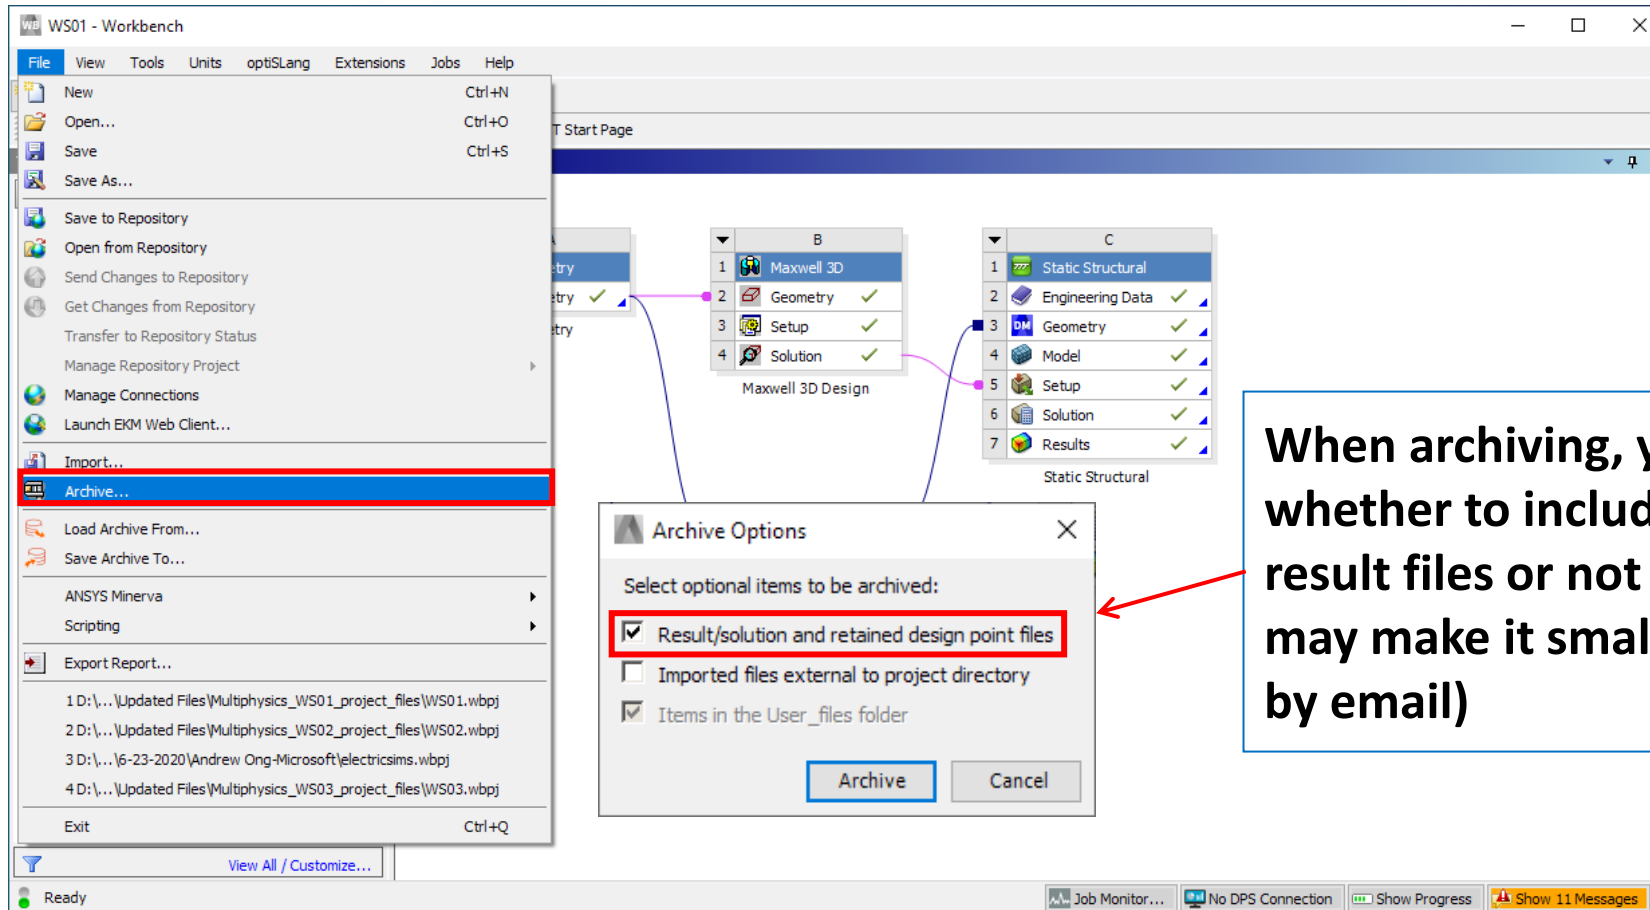 WS01 - Workbench
File View Tools Units optiSLang Extensions Jobs Help
New Ctrl+N
Open... Ctrl+O
Save Ctrl+S
Save As...
Save to Repository
Open from Repository
Send Changes to Repository
Get Changes from Repository
Transfer to Repository Status
Manage Repository Project
Manage Connections
Launch EKM Web Client...
Import...
Archive...
Load Archive From...
Save Archive To...
ANSYS Minerva
Scripting
Export Report...
1 D:\...\Updated Files\Multiphysics_WS01_project_files\WS01.wbpj
2 D:\...\Updated Files\Multiphysics_WS02_project_files\WS02.wbpj
3 D:\...\6-23-2020\Andrew Ong-Microsoft\electricsims.wbpj
4 D:\...\Updated Files\Multiphysics_WS03_project_files\WS03.wbpj
Exit Ctrl+Q
View All / Customize...
T Start Page
etry
etry
etry
B
1 Maxwell 3D
2 Geometry
3 Setup
4 Solution
Maxwell 3D Design
C
1 Static Structural
2 Engineering Data
3 DM Geometry
4 Model
5 Setup
6 Solution
7 Results
Static Structural
Archive Options
Select optional items to be archived:
Result/solution and retained design point files
Imported files external to project directory
Items in the User_files folder
Archive Cancel
When archiving, y
whether to includ
result files or not
may make it smal
by email)
Ready
Job Monitor... No DPS Connection Show Progress Show 11 Messages